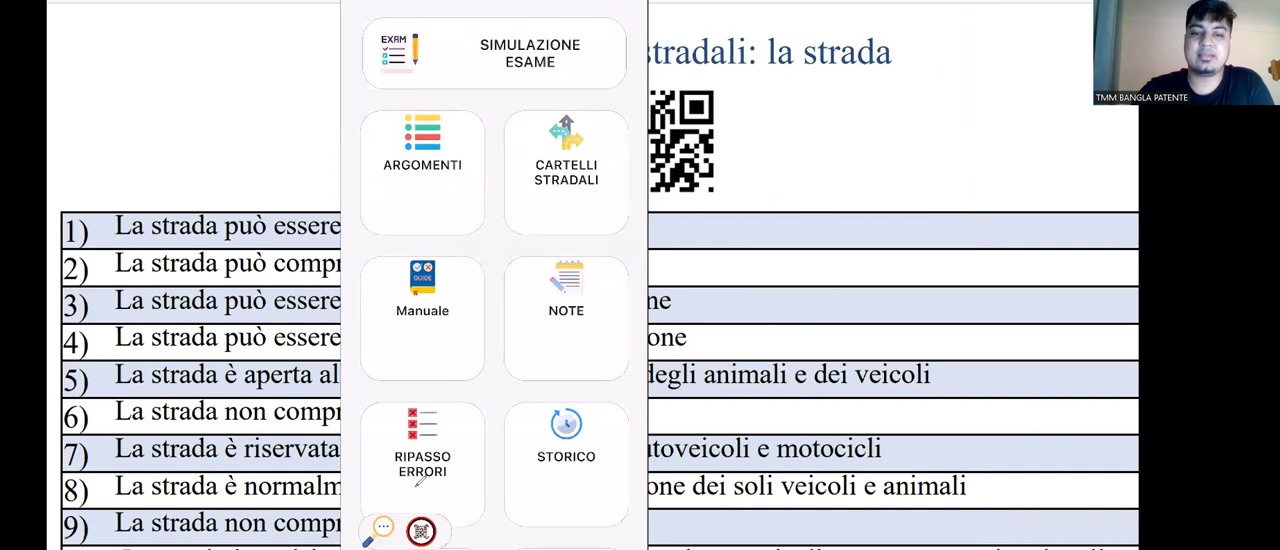 stradali: la strada
SIMULAZIONE
ESAME
EXAM
ARGOMENTI
CARTELLI
STRADALI
GUIDE
Manuale
NOTE
RIPASSO
ERRORI
STORICO
TMM BANGLA PATENTE
1) La strada può essere
2) La strada può compr
3) La strada può essere ne
4) La strada può essere one
5) La strada è aperta al degli animali e dei veicoli
6) La strada non compr
7) La strada è riservata utoveicoli e motocicli
8) La strada è normalm one dei soli veicoli e animali
9) La strada non compr